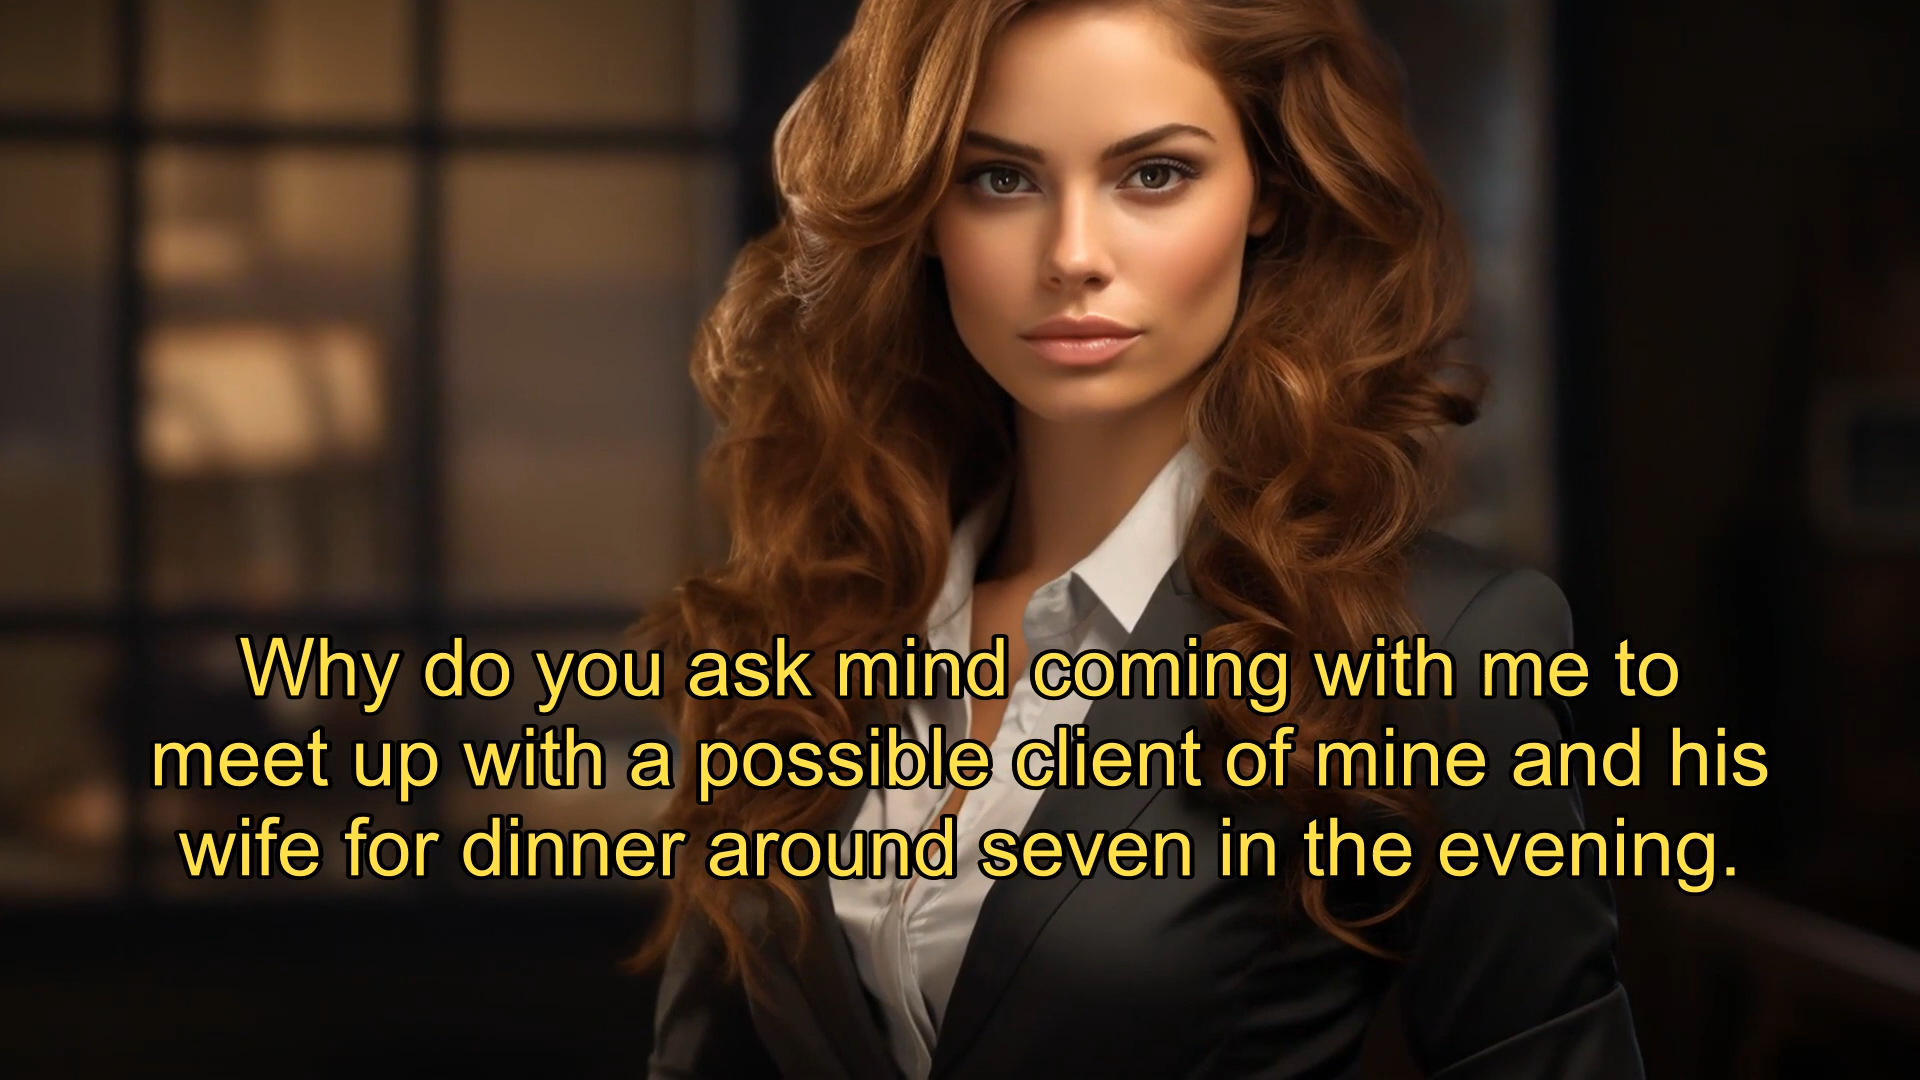 Why do you ask mind coming with me to
meet up with a possible client of mine and his
wife for dinner around seven in the evening.